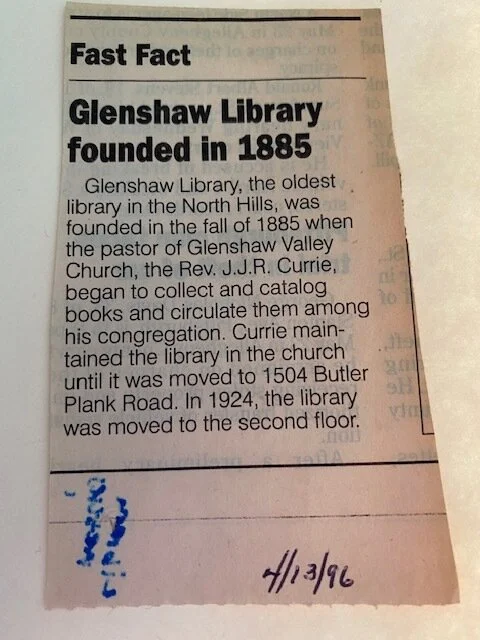 Fast Fact
Glenshaw Library
founded in 1885
Glenshaw Library, the oldest
library in the North Hills, was
founded in the fall of 1885 when
the pastor of Glenshaw Valley
Church, the Rev. J.J.R. Currie,
began to collect and catalog
books and circulate them among
his congregation. Currie main-
tained the library in the church
until it was moved to 1504 Butler
Plank Road. In 1924, the library
was moved to the second floor.
4/13/96